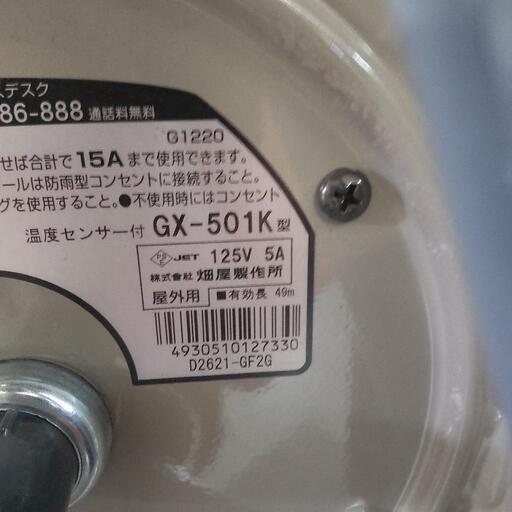 デスク
86-888 通話料無料
G1220
せば合計で15Aまで使用できます。
ールは防雨型コンセントに接続すること。
グを使用すること。●不使用時にはコンセント
温度センサー付 GX-501K型
PSE JET 125V 5A
株式会社 畑屋製作所
屋外用 ■有効長 49m
4930510127330
D2621-GF2G